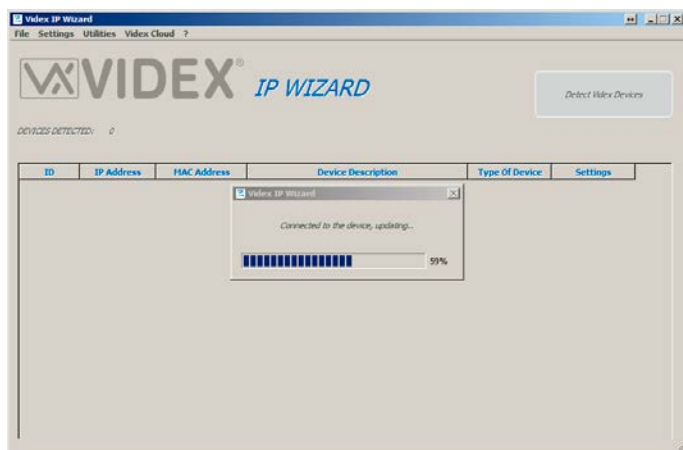 Videx IP Wizard
File Settings Utilities Videx Cloud ?
VIDEX® IP WIZARD
Detect Videx Devices
DEVICES DETECTED: 0
ID IP Address MAC Address Device Description Type Of Device Settings
Videx IP Wizard
Connected to the device, updating...
59%